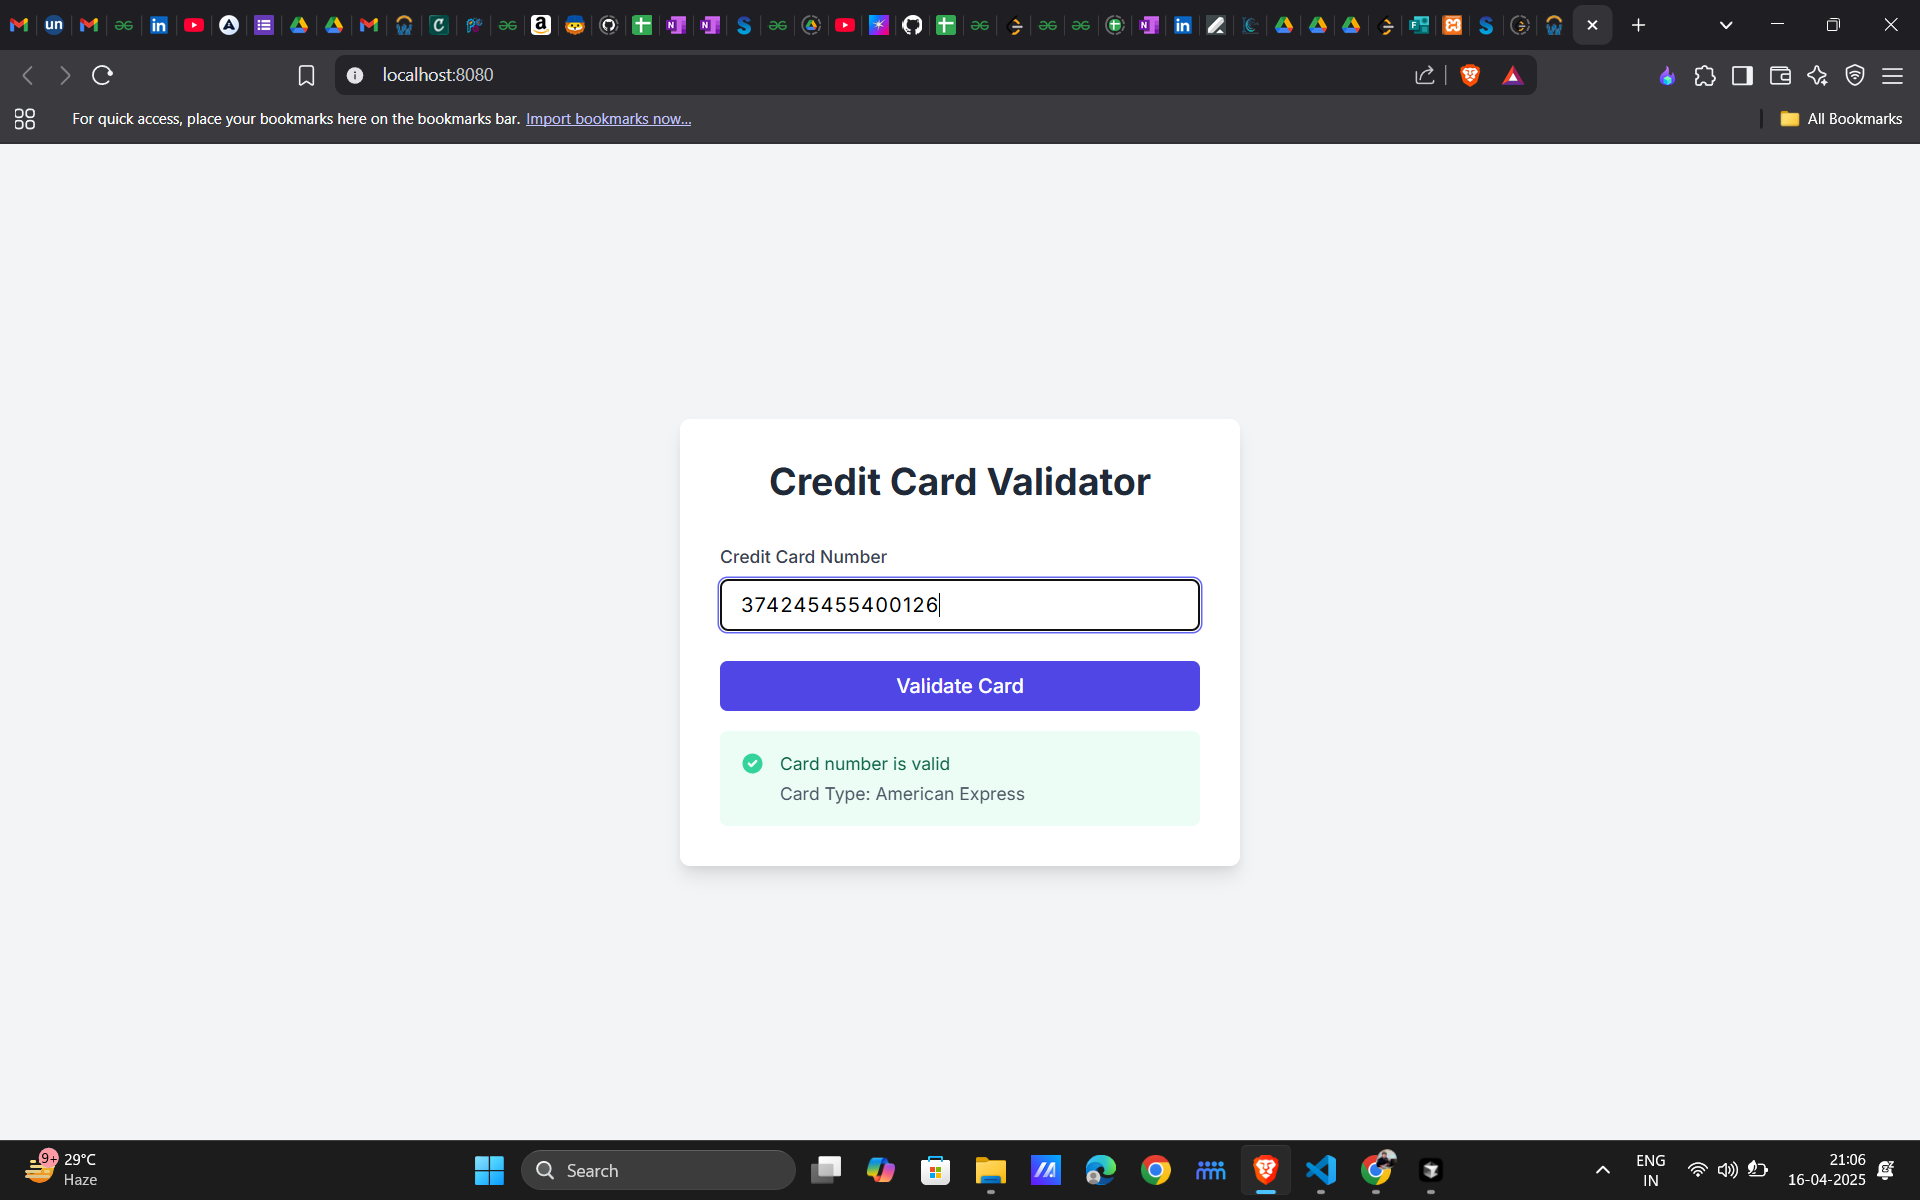 localhost:8080
For quick access, place your bookmarks here on the bookmarks bar. Import bookmarks now...
All Bookmarks
Credit Card Validator
Credit Card Number
374245455400126
Validate Card
Card number is valid
Card Type: American Express
9+
29°C
Haze
Search
ENG
IN
21:06
16-04-2025